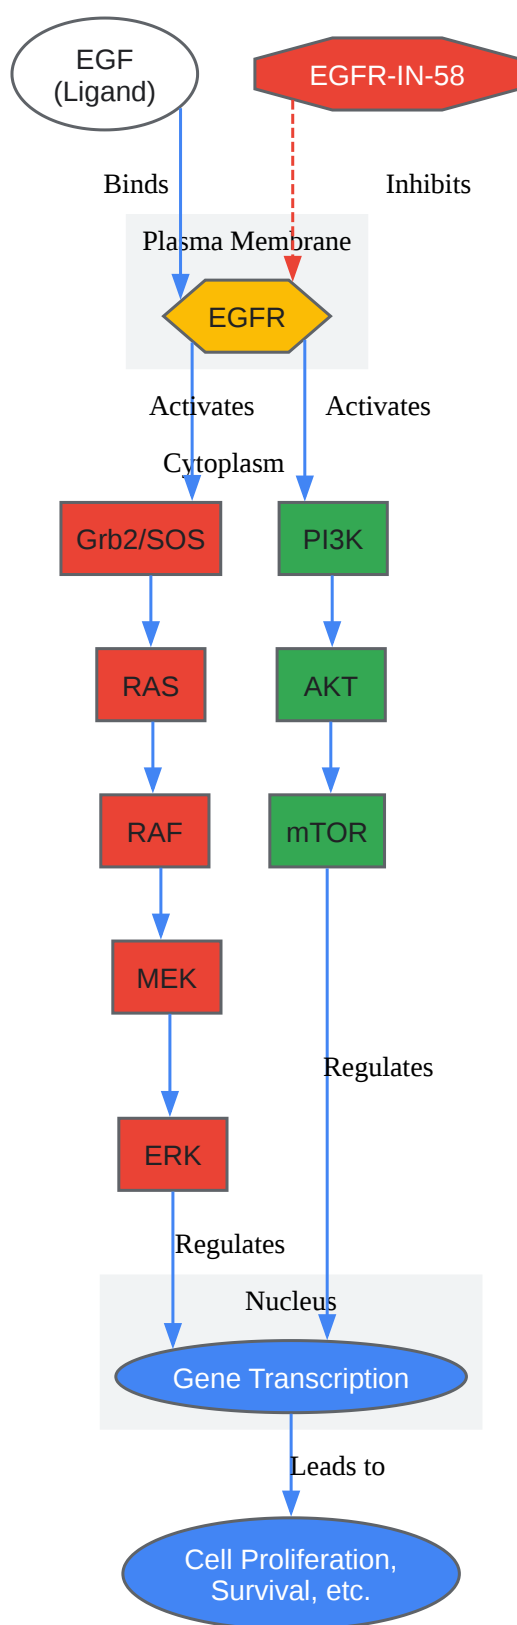 EGF
(Ligand)
EGFR-IN-58
Binds
Inhibits
Plasma Membrane
EGFR
Activates
Activates
Cytoplasm
Grb2/SOS
PI3K
RAS
AKT
RAF
mTOR
MEK
Regulates
ERK
Regulates
Nucleus
Gene Transcription
Leads to
Cell Proliferation,
Survival, etc.